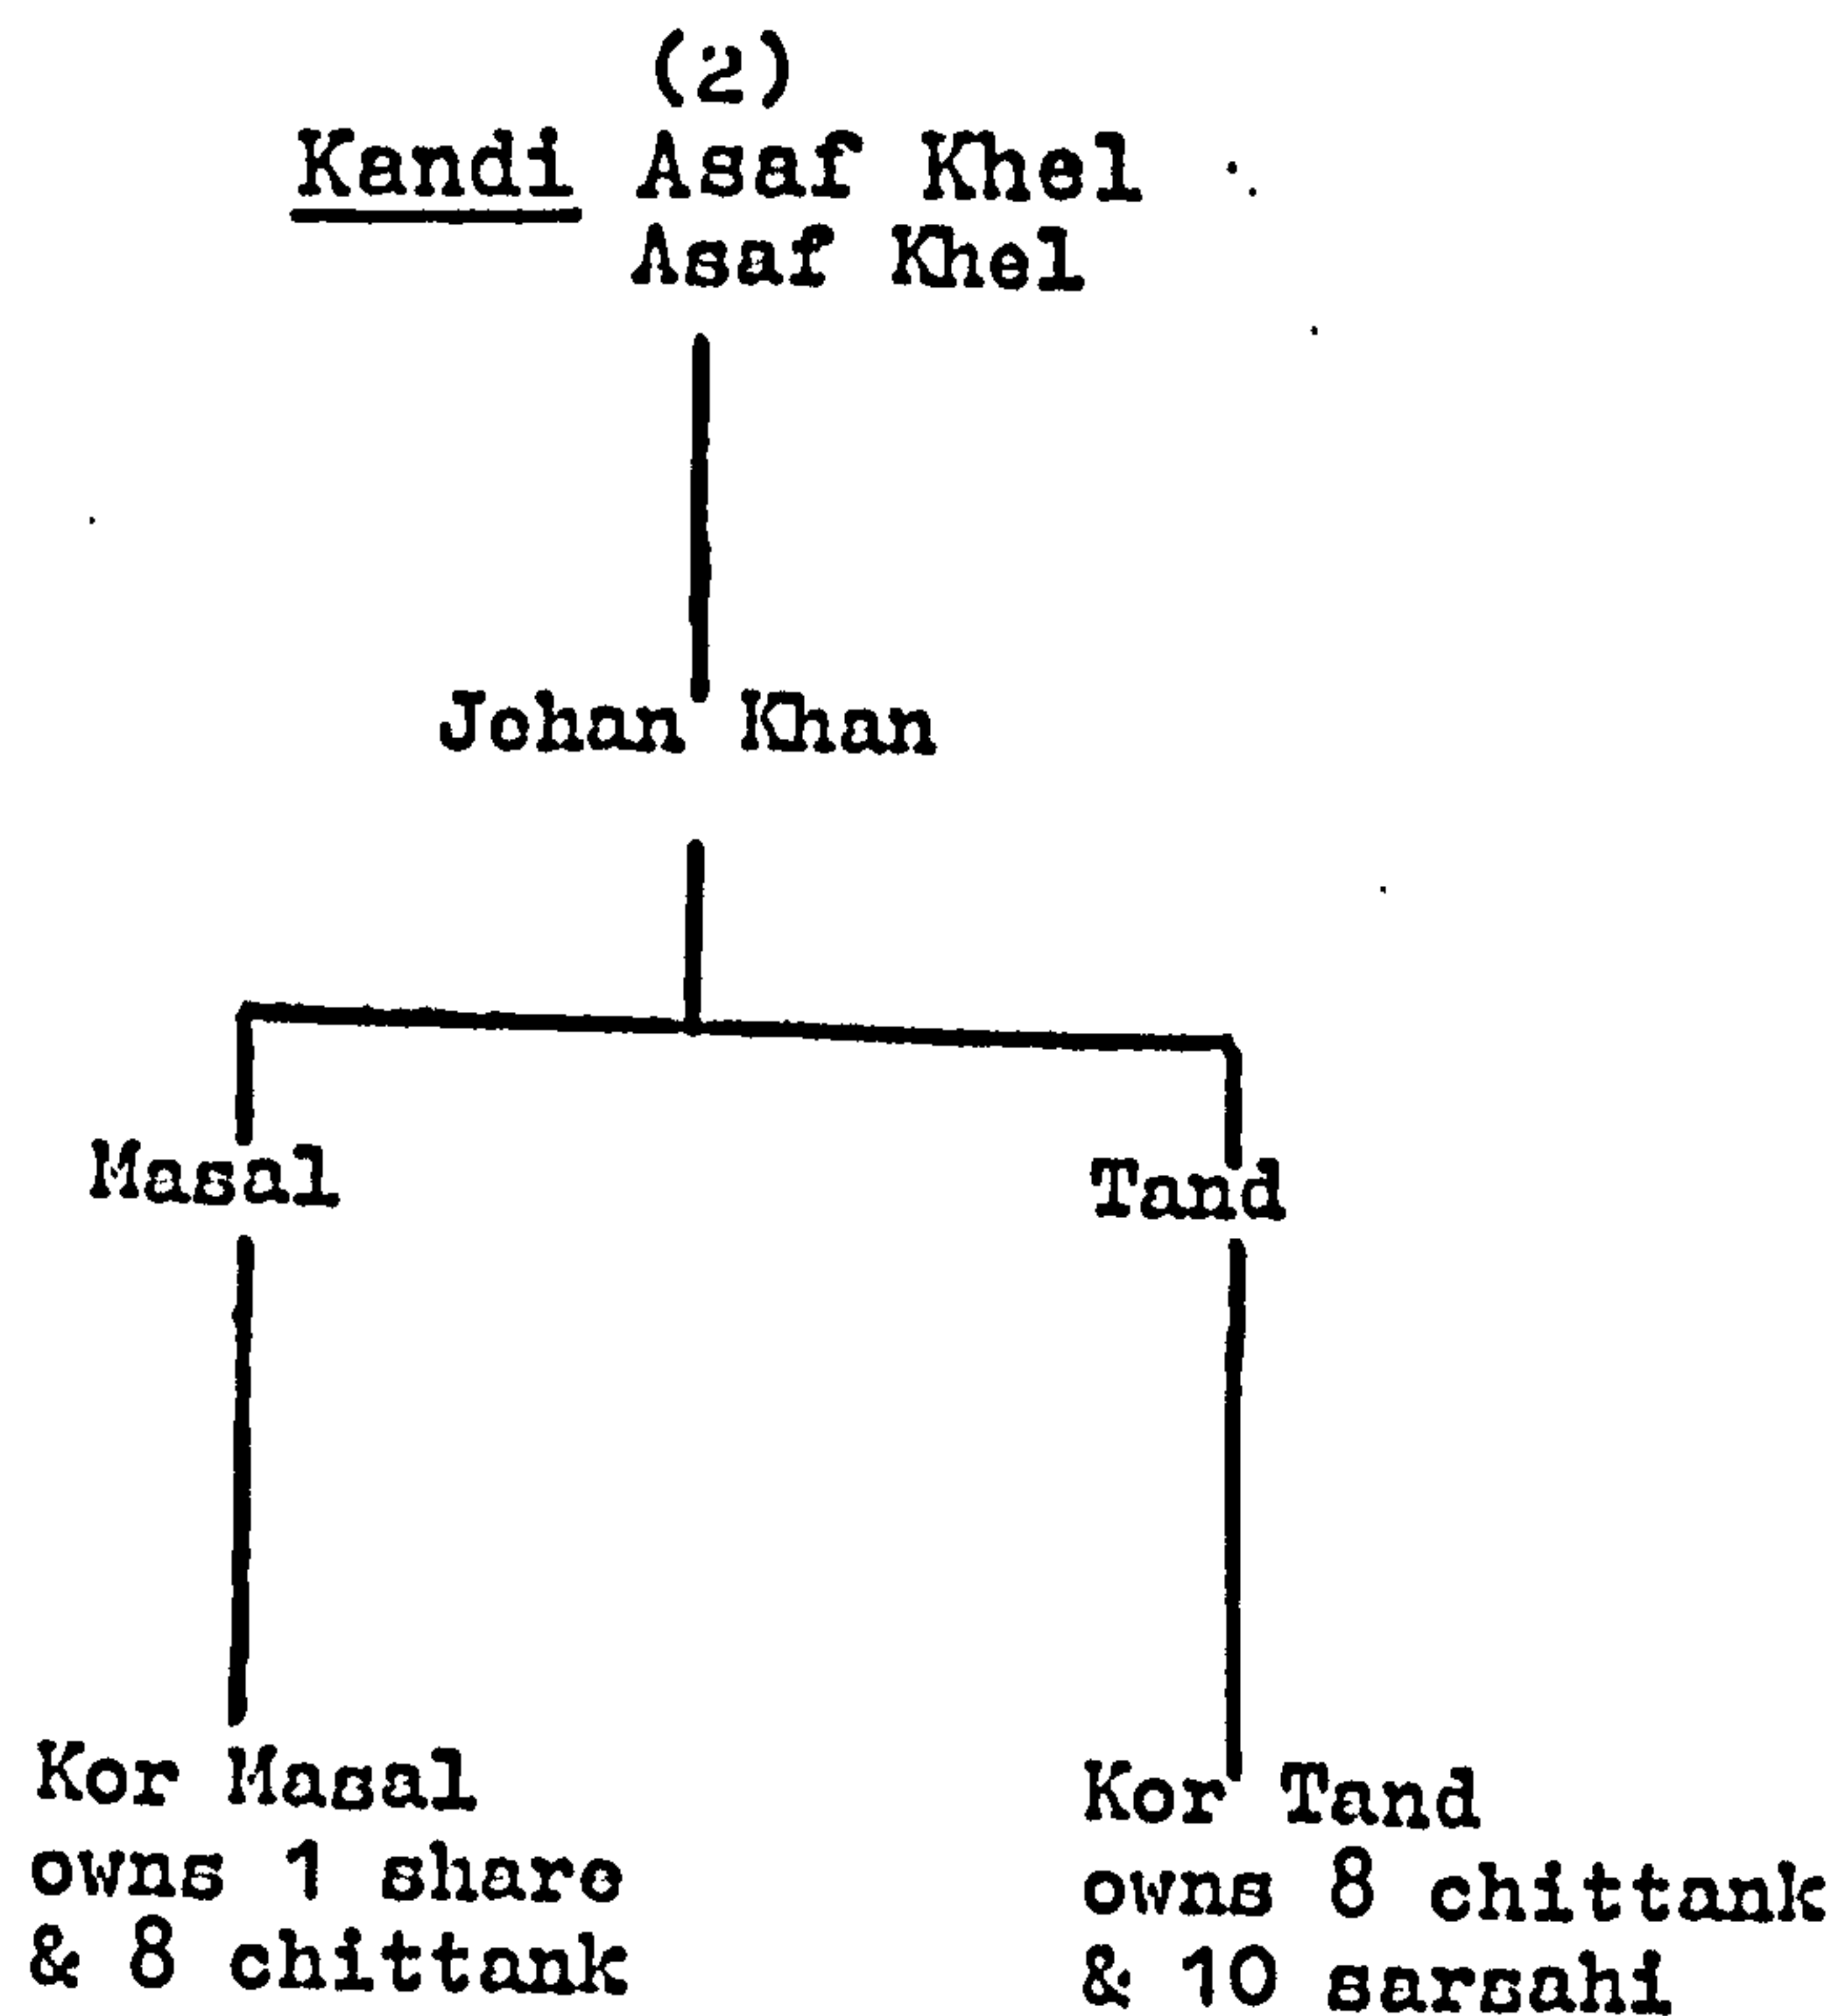 (2)
Kandi Asaf Khel
Asaf Khel
Johan Khan
Masal
Tand
Kor Masal
owns 1 share
& 8 chittank
Kor Tand
owns 8 chittank
& 10 sarsahi